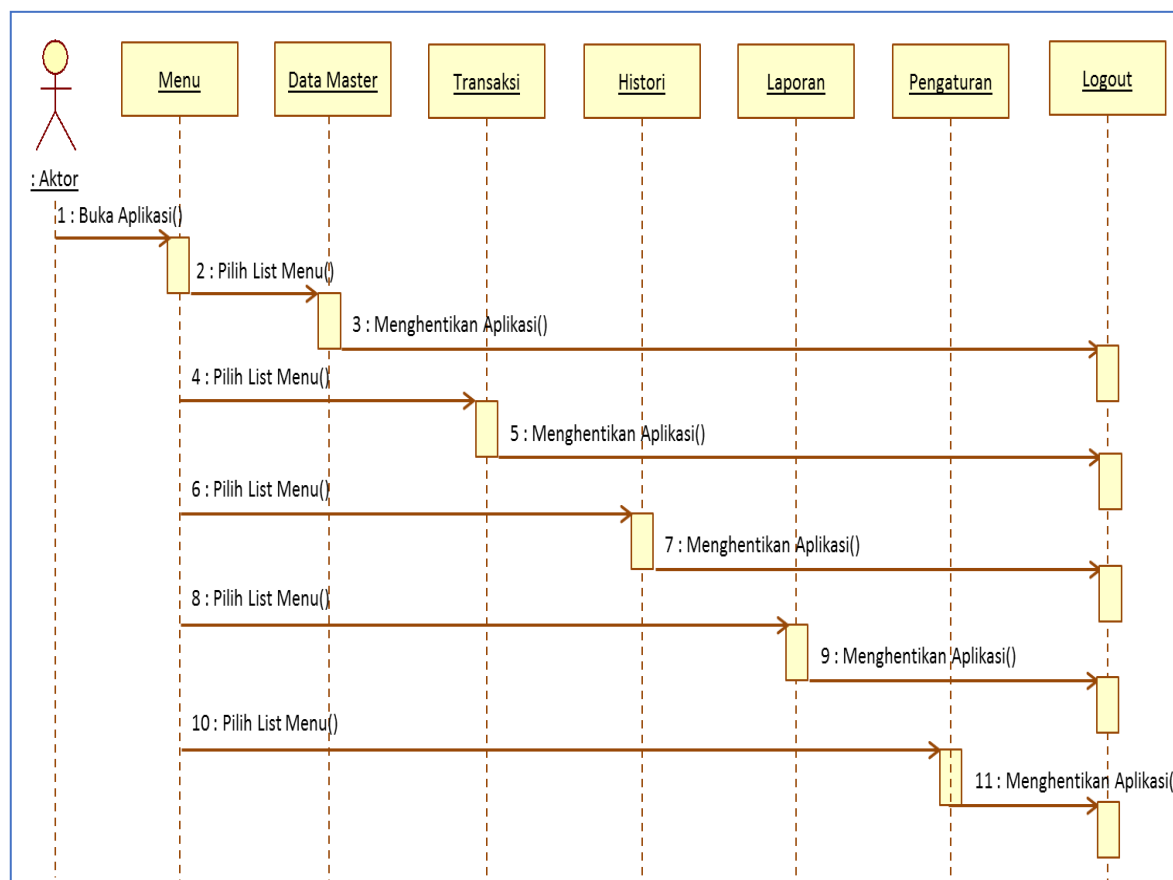 Menu
Data Master
Transaksi
Histori
Laporan
Pengaturan
Logout
: Aktor
1 : Buka Aplikasi()
2 : Pilih List Menu()
3 : Menghentikan Aplikasi()
4 : Pilih List Menu()
5 : Menghentikan Aplikasi()
6 : Pilih List Menu()
7 : Menghentikan Aplikasi()
8 : Pilih List Menu()
9 : Menghentikan Aplikasi()
10 : Pilih List Menu()
11 : Menghentikan Aplikasi(